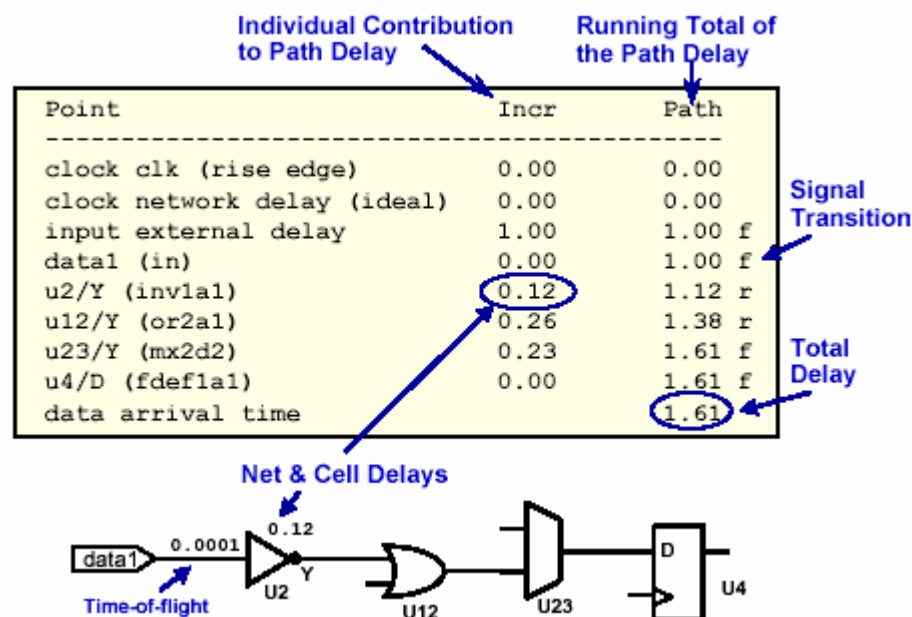 Individual Contribution
to Path Delay
Running Total of
the Path Delay
Point Incr Path
------------------------------------------------
clock clk (rise edge) 0.00 0.00
clock network delay (ideal) 0.00 0.00
input external delay 1.00 1.00 f
data1 (in) 0.00 1.00 f
u2/Y (inv1a1) 0.12 1.12 r
u12/Y (or2a1) 0.26 1.38 r
u23/Y (mx2d2) 0.23 1.61 f
u4/D (fdef1a1) 0.00 1.61 f
data arrival time 1.61
Signal
Transition
Total
Delay
Net & Cell Delays
data1
0.0001
0.12
Y
U2
Time-of-flight
U12
U23
D
U4